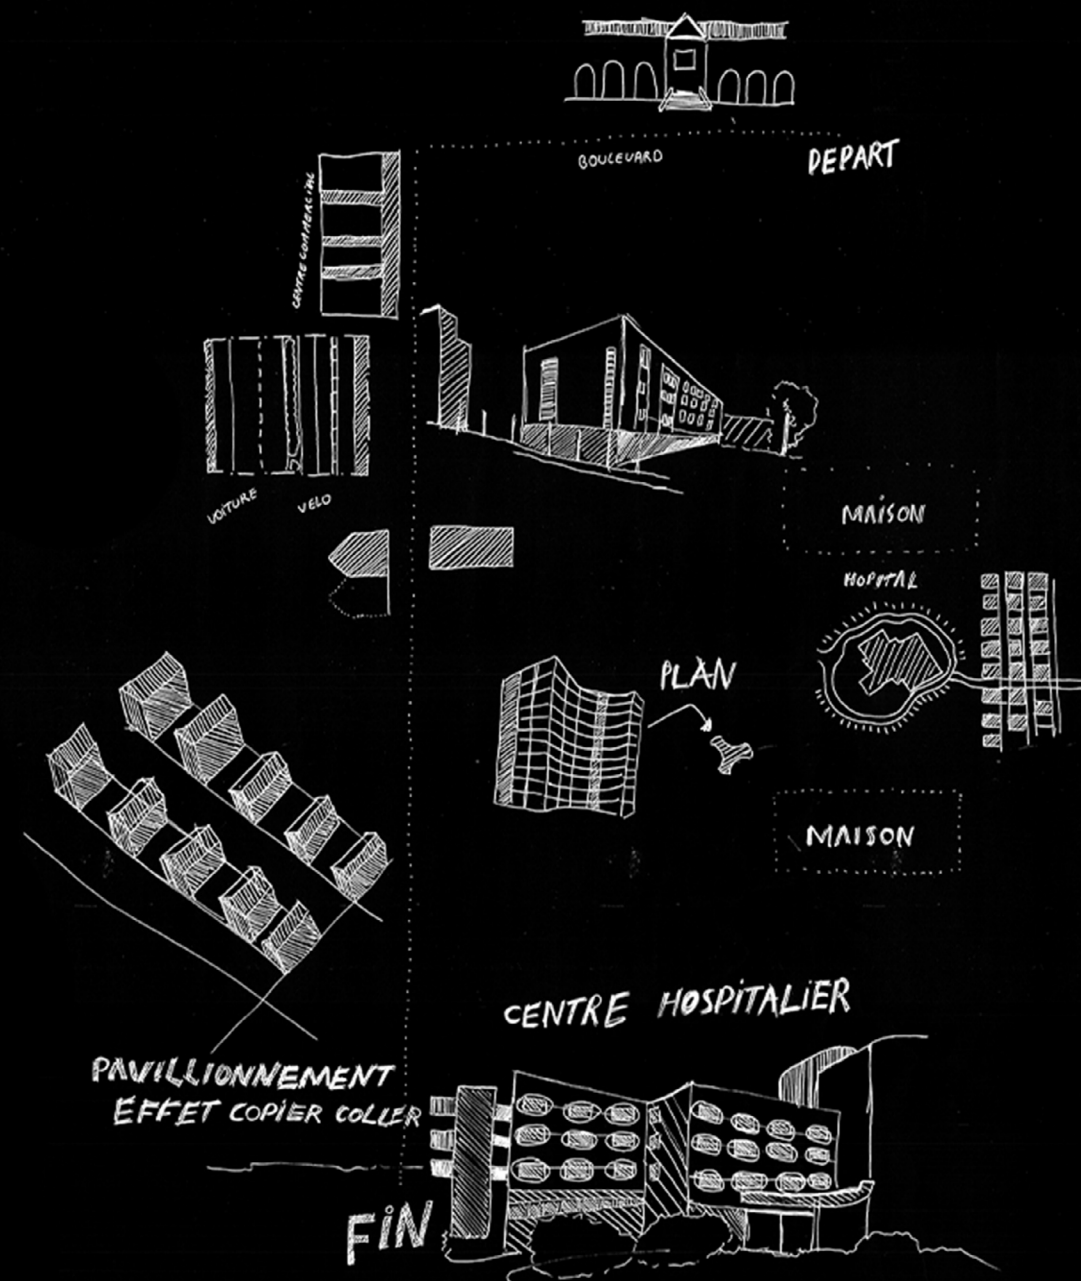 BOULEVARD
DEPART
CENTRE COMMERCIAL
VOITURE
VELO
MAISON
HOPITAL
PLAN
MAISON
CENTRE HOSPITALIER
PAVILLIONNEMENT
EFFET COPIER COLLER
FIN